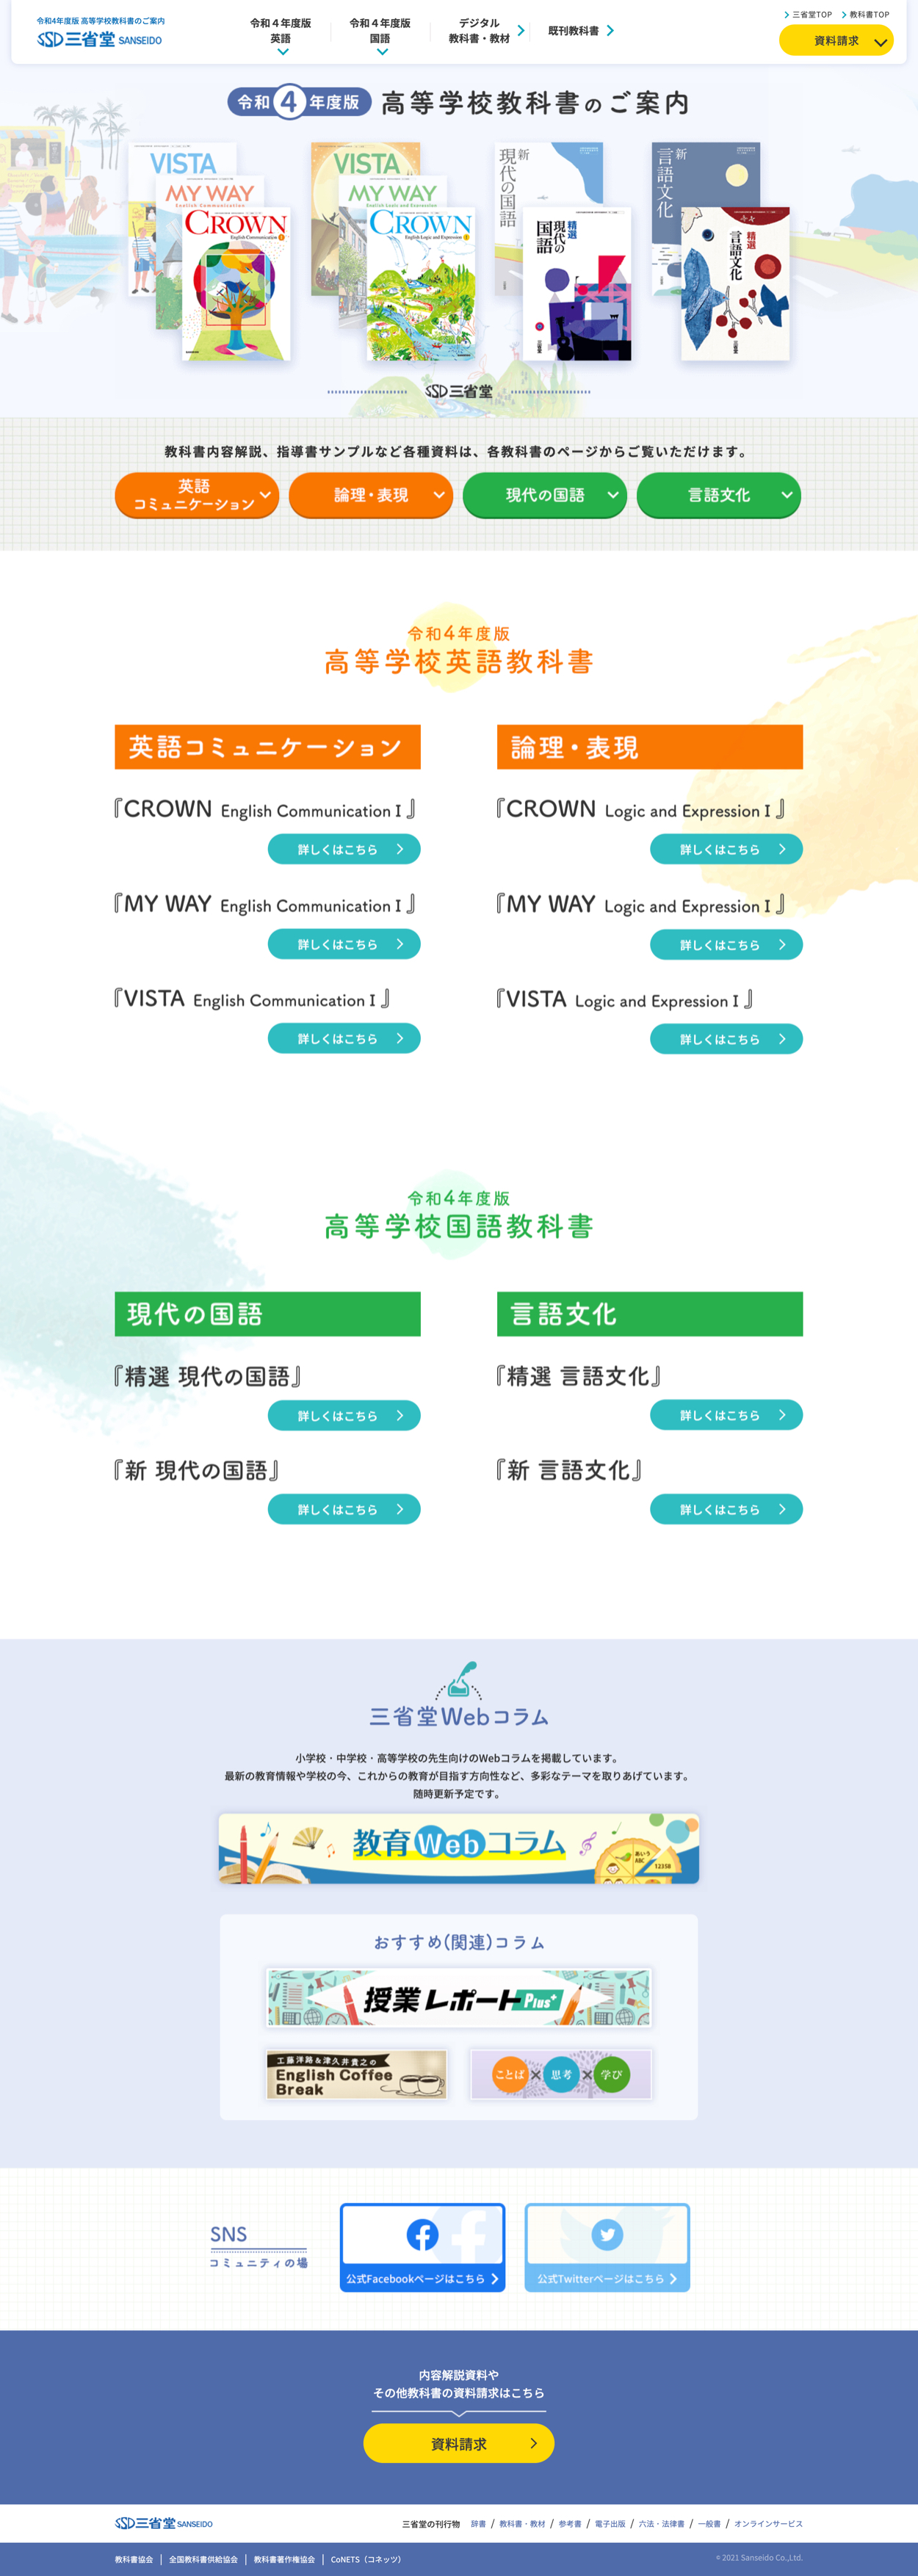 令和4年度版 高等学校教科書のご案内
三省堂 SANSEIDO
令和４年度版
英語
令和４年度版
国語
デジタル
教科書・教材
既刊教科書
三省堂TOP
教科書TOP
資料請求
令和4年度版 高等学校教科書のご案内
VISTA
MY WAY
English Communication
CROWN
English Communication I
VISTA
MY WAY
English Logic and Expression
CROWN
English Logic and Expression I
新
現代の国語
精選
現代の国語
三省堂
新
言語文化
精選
言語文化
三省堂
三省堂
教科書内容解説、指導書サンプルなど各種資料は、各教科書のページからご覧いただけます。
英語
コミュニケーション
論理・表現
現代の国語
言語文化
令和4年度版
高等学校英語教科書
英語コミュニケーション
『CROWN English Communication I 』
詳しくはこちら
『MY WAY English Communication I 』
詳しくはこちら
『VISTA English Communication I 』
詳しくはこちら
論理・表現
『CROWN Logic and Expression I 』
詳しくはこちら
『MY WAY Logic and Expression I 』
詳しくはこちら
『VISTA Logic and Expression I 』
詳しくはこちら
令和4年度版
高等学校国語教科書
現代の国語
『精選 現代の国語』
詳しくはこちら
『新 現代の国語』
詳しくはこちら
言語文化
『精選 言語文化』
詳しくはこちら
『新 言語文化』
詳しくはこちら
三省堂Webコラム
小学校・中学校・高等学校の先生向けのWebコラムを掲載しています。
最新の教育情報や学校の今、これからの教育が目指す方向性など、多彩なテーマを取りあげています。
随時更新予定です。
教育Webコラム
あいう
ABC
12358
おすすめ(関連)コラム
授業レポートPlus+
工藤洋路&津久井貴之の
English Coffee
Break
ことば×思考×学び
SNS
コミュニティの場
公式Facebookページはこちら
公式Twitterページはこちら
内容解説資料や
その他教科書の資料請求はこちら
資料請求
三省堂 SANSEIDO
三省堂の刊行物 辞書 / 教科書・教材 / 参考書 / 電子出版 / 六法・法律書 / 一般書 / オンラインサービス
教科書協会 | 全国教科書供給協会 | 教科書著作権協会 | CoNETS（コネッツ）
© 2021 Sanseido Co.,Ltd.